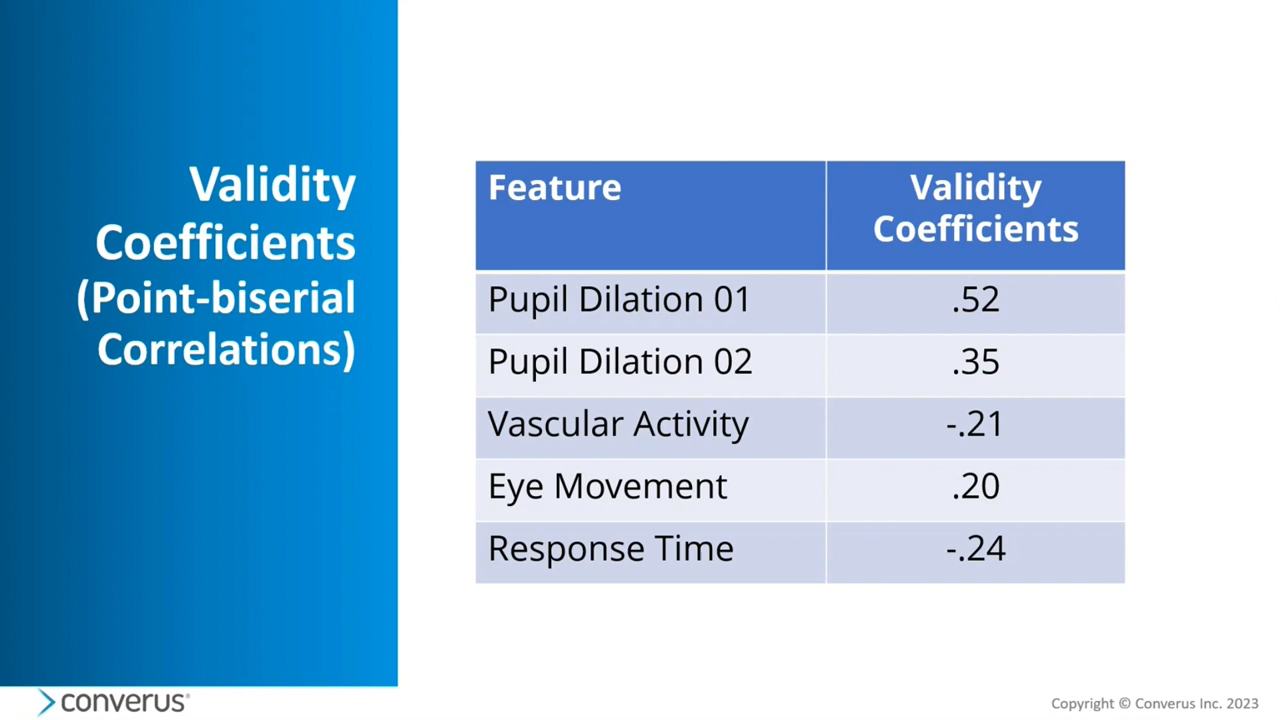 Validity
Coefficients
(Point-biserial
Correlations)
Feature
Validity
Coefficients
Pupil Dilation 01
.52
Pupil Dilation 02
.35
Vascular Activity
-.21
Eye Movement
.20
Response Time
-.24
converus®
Copyright © Converus Inc. 2023